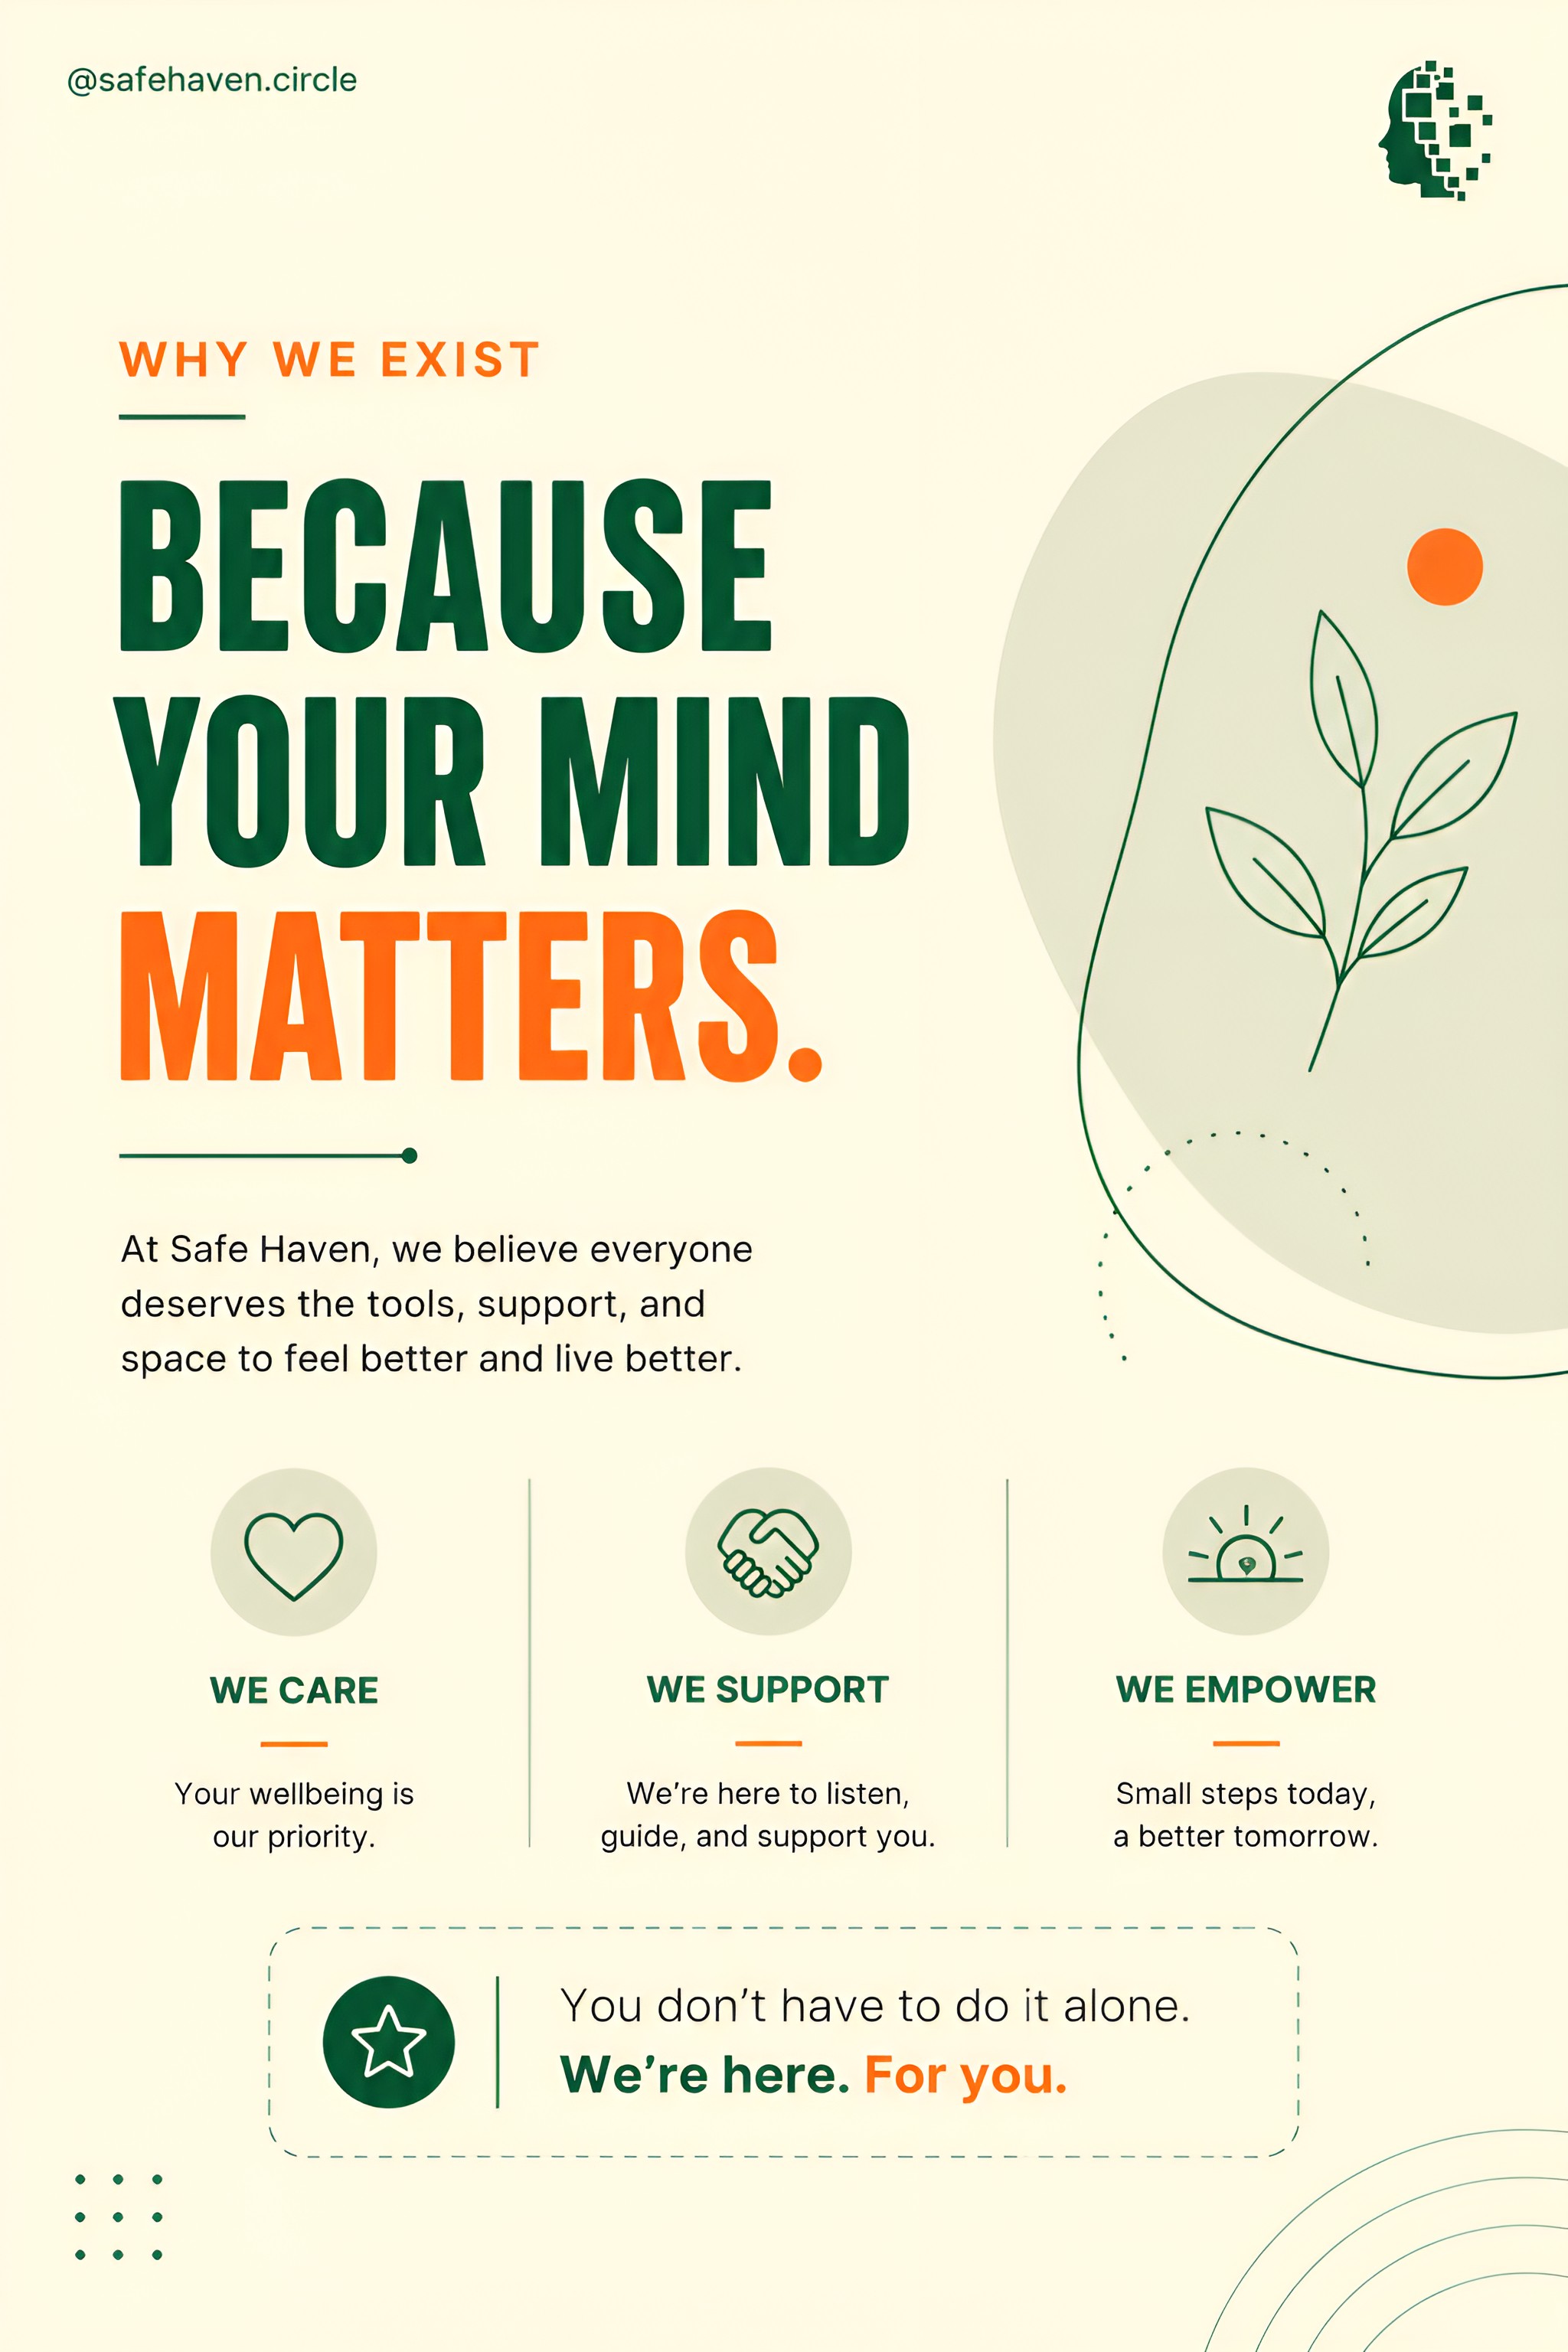 @safehaven.circle
WHY WE EXIST
BECAUSE
YOUR MIND
MATTERS.
At Safe Haven, we believe everyone
deserves the tools, support, and
space to feel better and live better.
WE CARE
Your wellbeing is
our priority.
WE SUPPORT
We’re here to listen,
guide, and support you.
WE EMPOWER
Small steps today,
a better tomorrow.
You don’t have to do it alone.
We’re here. For you.